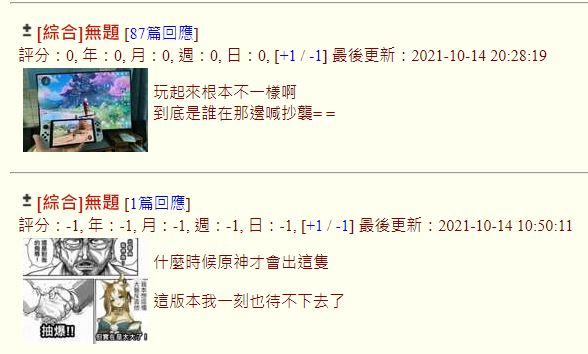 [綜合]無題 [87篇回應]
評分：0, 年：0, 月：0, 週：0, 日：0, [+1 / -1] 最後更新：2021-10-14 20:28:19
玩起來根本不一樣啊
到底是誰在那邊喊抄襲= =
[綜合]無題 [1篇回應]
評分：-1, 年：-1, 月：-1, 週：-1, 日：-1, [+1 / -1] 最後更新：2021-10-14 10:50:11
什麼時候原神才會出這隻
這版本我一刻也待不下去了
抽爆!!